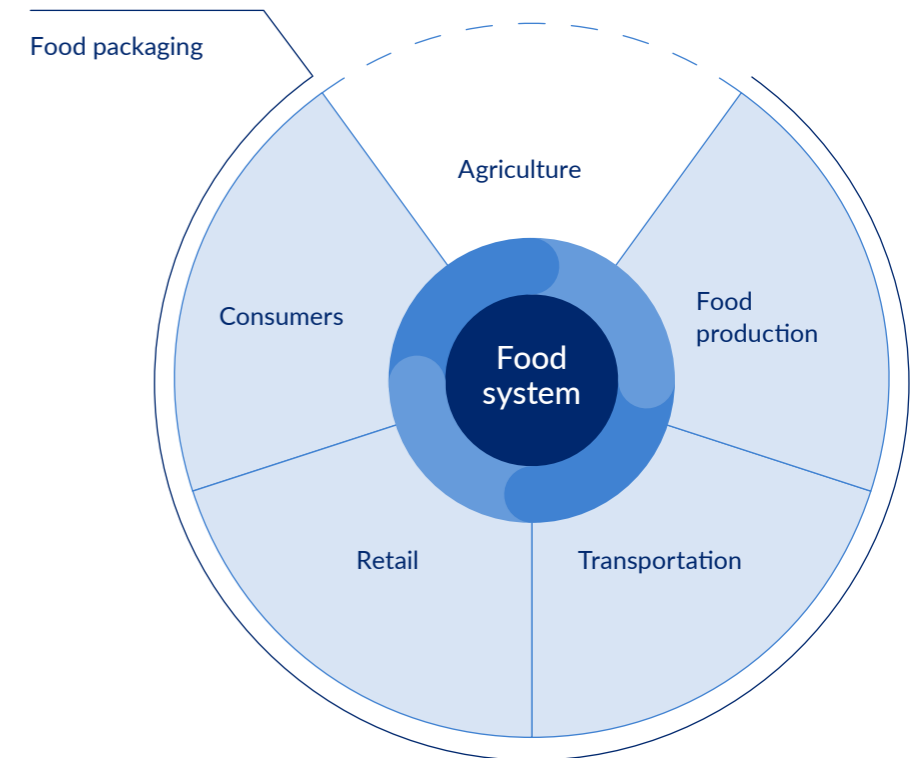 Food packaging
Agriculture
Consumers
Food
production
Food
system
Retail
Transportation